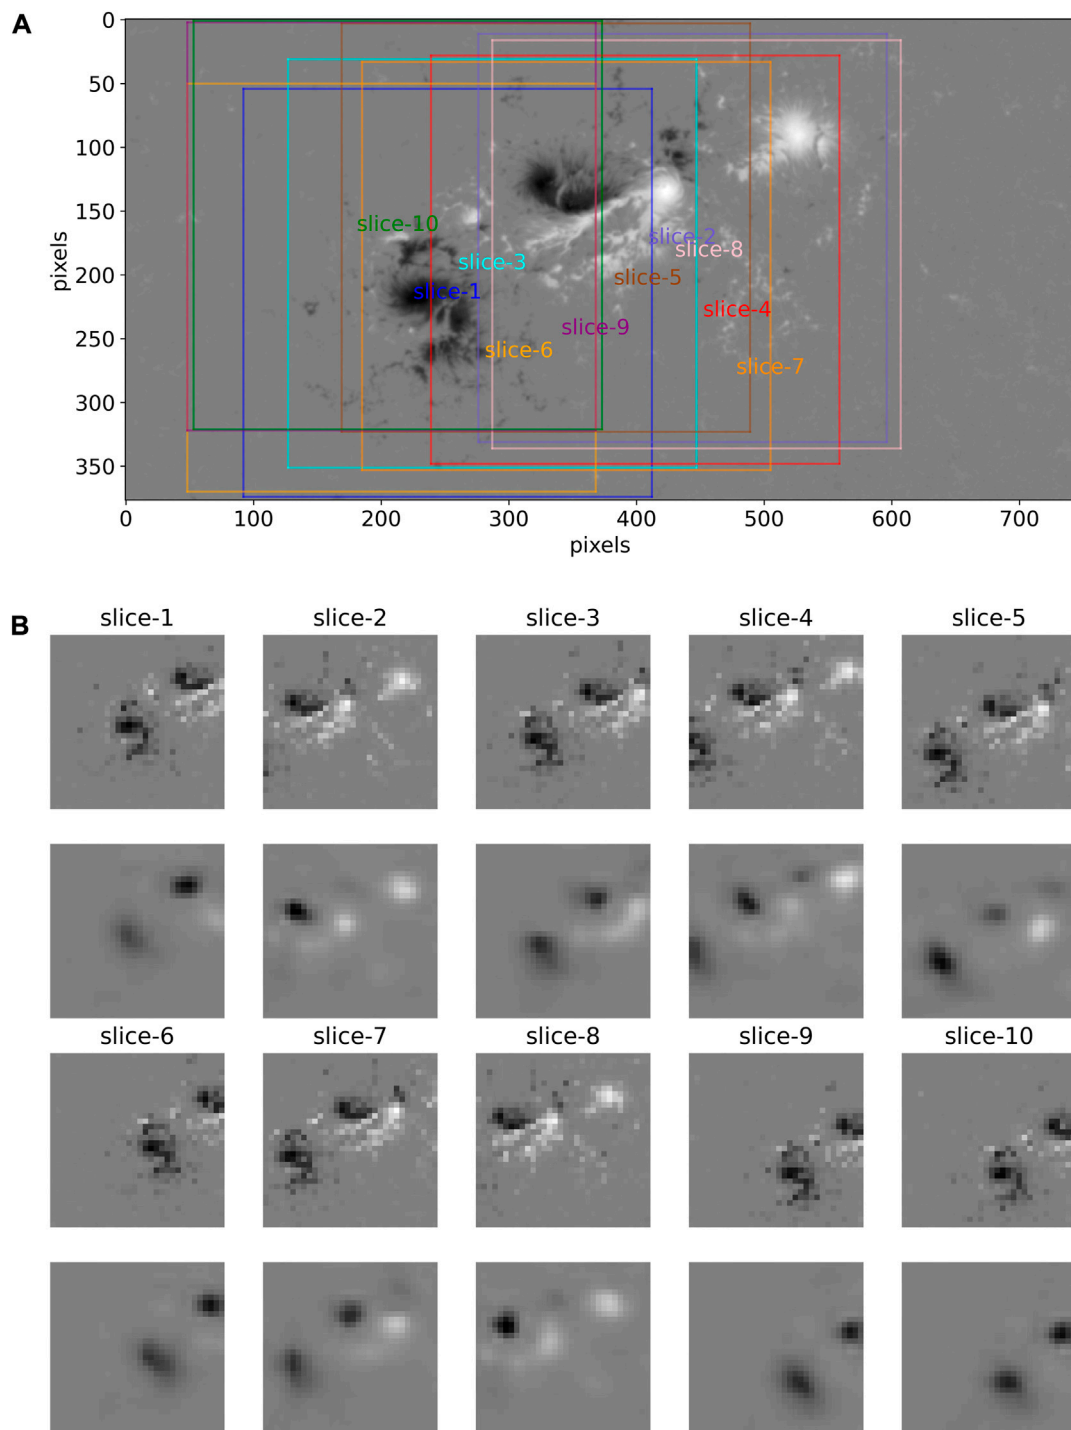 A
0
50
100
150
200
250
300
350
pixels
slice-10
slice-2
slice-8
slice-3
slice-5
slice-1
slice-4
slice-9
slice-6
slice-7
0 100 200 300 400 500 600 700
pixels
B
slice-1 slice-2 slice-3 slice-4 slice-5
slice-6 slice-7 slice-8 slice-9 slice-10